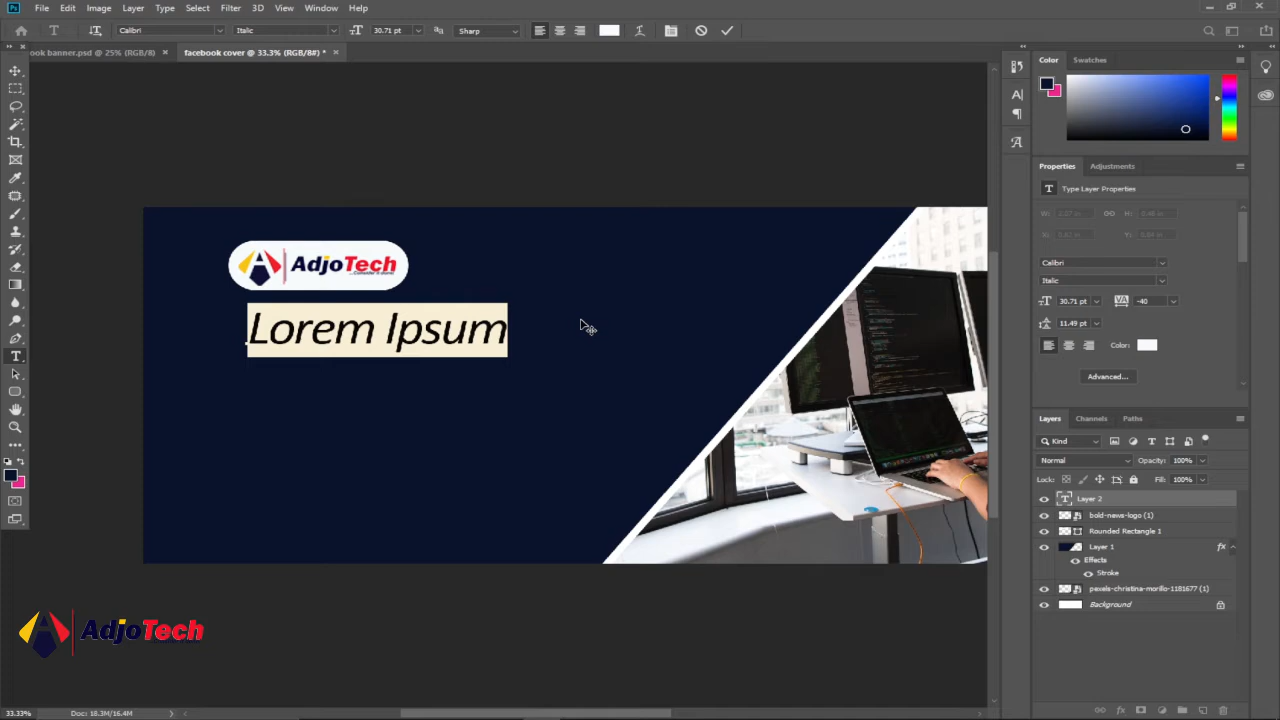 File Edit Image Layer Type Select Filter 3D View Window Help
Calibri Italic 30.71 pt Sharp
ook banner.psd @ 25% (RGB/8) × facebook cover @ 33.3% (RGB/8#) * ×
AdjoTech
Lorem Ipsum
AdjoTech
33.33% Doc: 18.3M/16.4M
Color Swatches
Properties Adjustments
Type Layer Properties
Calibri
Italic
30.71 pt -40
11.49 pt
Color:
Advanced...
Layers Channels Paths
Kind
Normal Opacity: 100%
Lock: Fill: 100%
Layer 2
bold-news-logo (1)
Rounded Rectangle 1
Layer 1 fx
Effects
Stroke
pexels-christina-morillo-1181677 (1)
Background